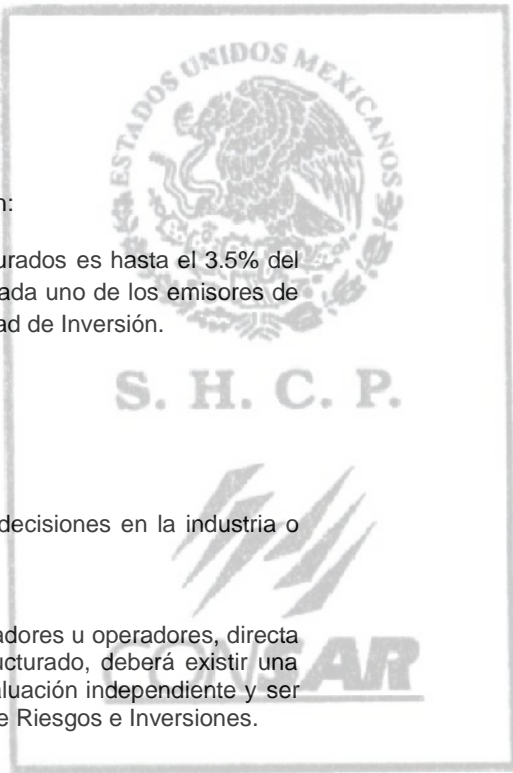 ESTADOS UNIDOS MEXICANOS
n:
urados es hasta el 3.5% del
ada uno de los emisores de
ad de Inversión.
S. H. C. P.
decisiones en la industria o
adores u operadores, directa
ucturado, deberá existir una
aluación independiente y ser
e Riesgos e Inversiones.
CONSAR